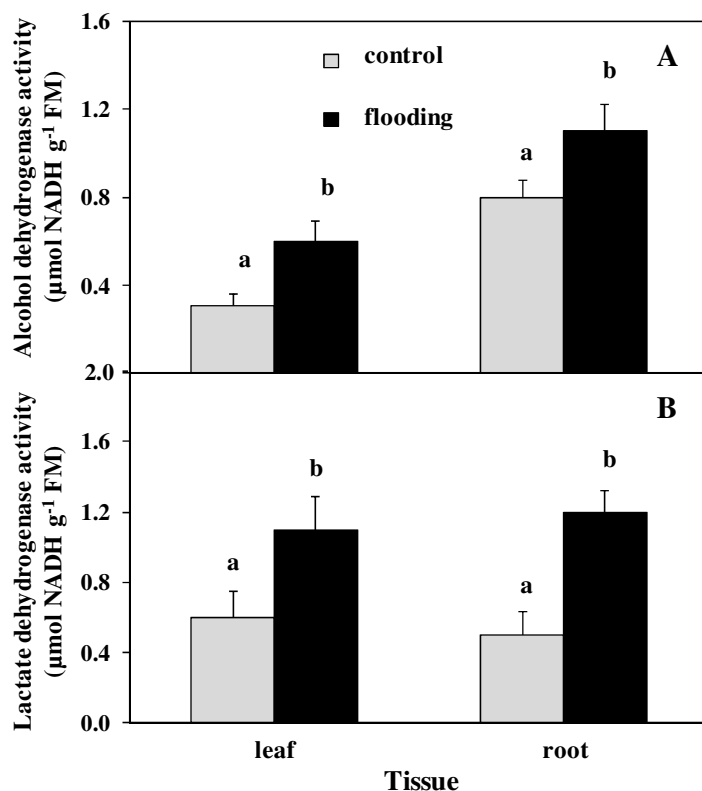 1.6
1.2
0.8
0.4
Alcohol dehydrogenase activity
(µmol NADH g⁻¹ FM)
control
flooding
A
a
b
a
b
2.0
1.6
1.2
0.8
0.4
0.0
Lactate dehydrogenase activity
(µmol NADH g⁻¹ FM)
B
a
b
a
b
leaf
root
Tissue